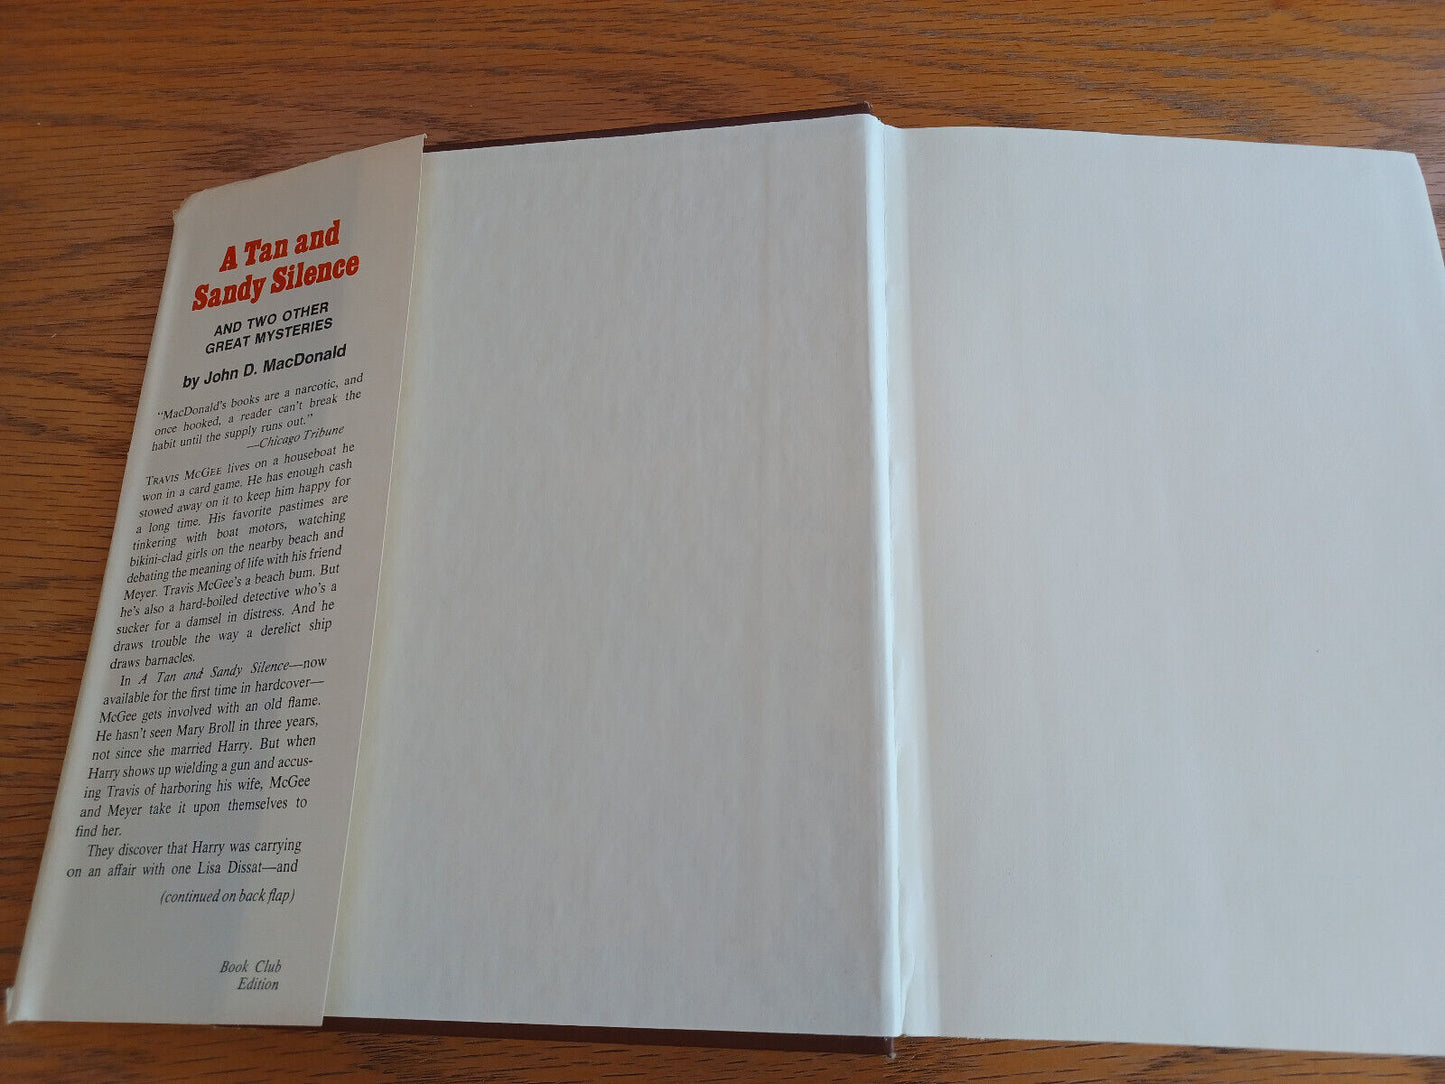 A Tan and
Sandy Silence
AND TWO OTHER
GREAT MYSTERIES
by John D. MacDonald
"MacDonald's books are a narcotic, and
once hooked, a reader can't break the
habit until the supply runs out."
—Chicago Tribune
TRAVIS MCGEE lives on a houseboat he
won in a card game. He has enough cash
stowed away on it to keep him happy for
a long time. His favorite pastimes are
tinkering with boat motors, watching
bikini-clad girls on the nearby beach and
debating the meaning of life with his friend
Meyer. Travis McGee's a beach bum. But
he's also a hard-boiled detective who's a
sucker for a damsel in distress. And he
draws trouble the way a derelict ship
draws barnacles.
In A Tan and Sandy Silence—now
available for the first time in hardcover—
McGee gets involved with an old flame.
He hasn't seen Mary Broll in three years,
not since she married Harry. But when
Harry shows up wielding a gun and accus-
ing Travis of harboring his wife, McGee
and Meyer take it upon themselves to
find her.
They discover that Harry was carrying
on an affair with one Lisa Dissat—and
(continued on back flap)
Book Club
Edition